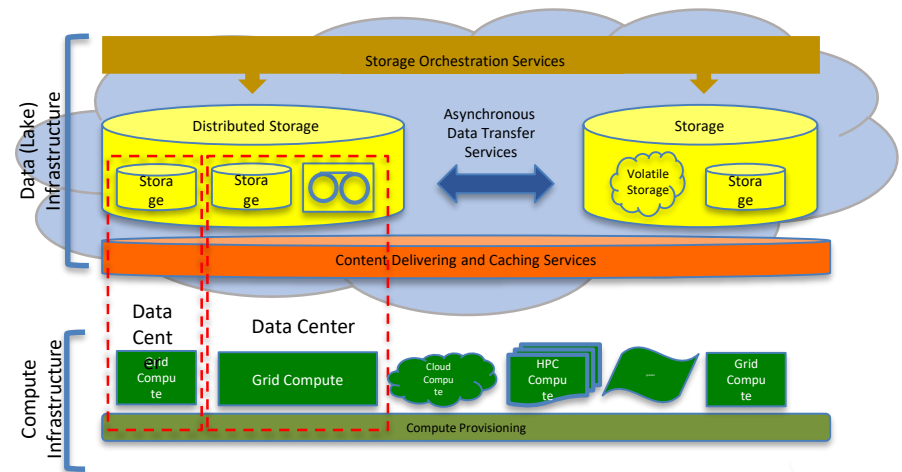 Storage Orchestration Services
Data (Lake)
Infrastructure
Distributed Storage
Asynchronous
Data Transfer
Services
Storage
Stora
ge
Stora
ge
Volatile
Storage
Stora
ge
Content Delivering and Caching Services
Data
Cent
er
Data Center
Compute
Infrastructure
Grid
Compu
te
Grid Compute
Cloud
Compu
te
HPC
Compu
te
....
Grid
Compu
te
Compute Provisioning